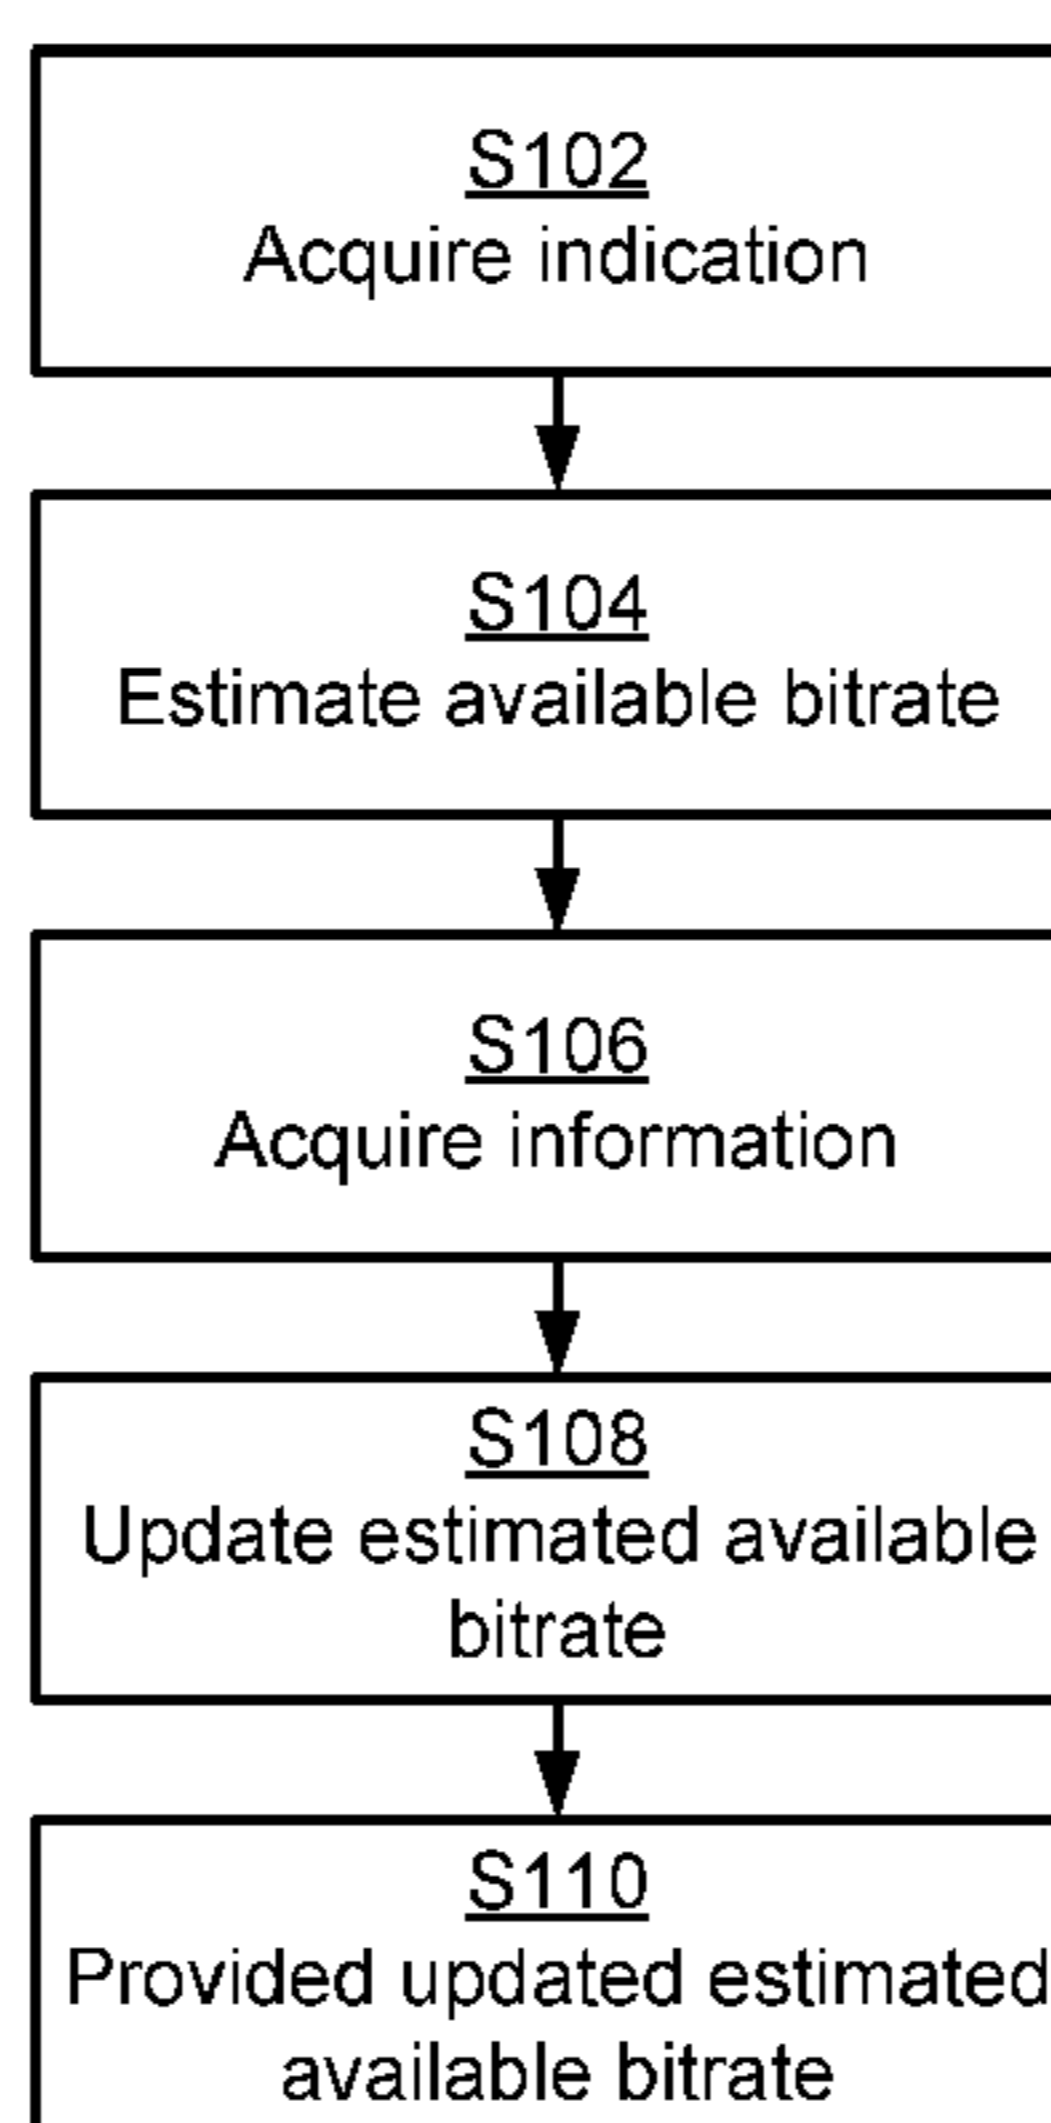 S102
Acquire indication
S104
Estimate available bitrate
S106
Acquire information
S108
Update estimated available
bitrate
S110
Provided updated estimated
available bitrate